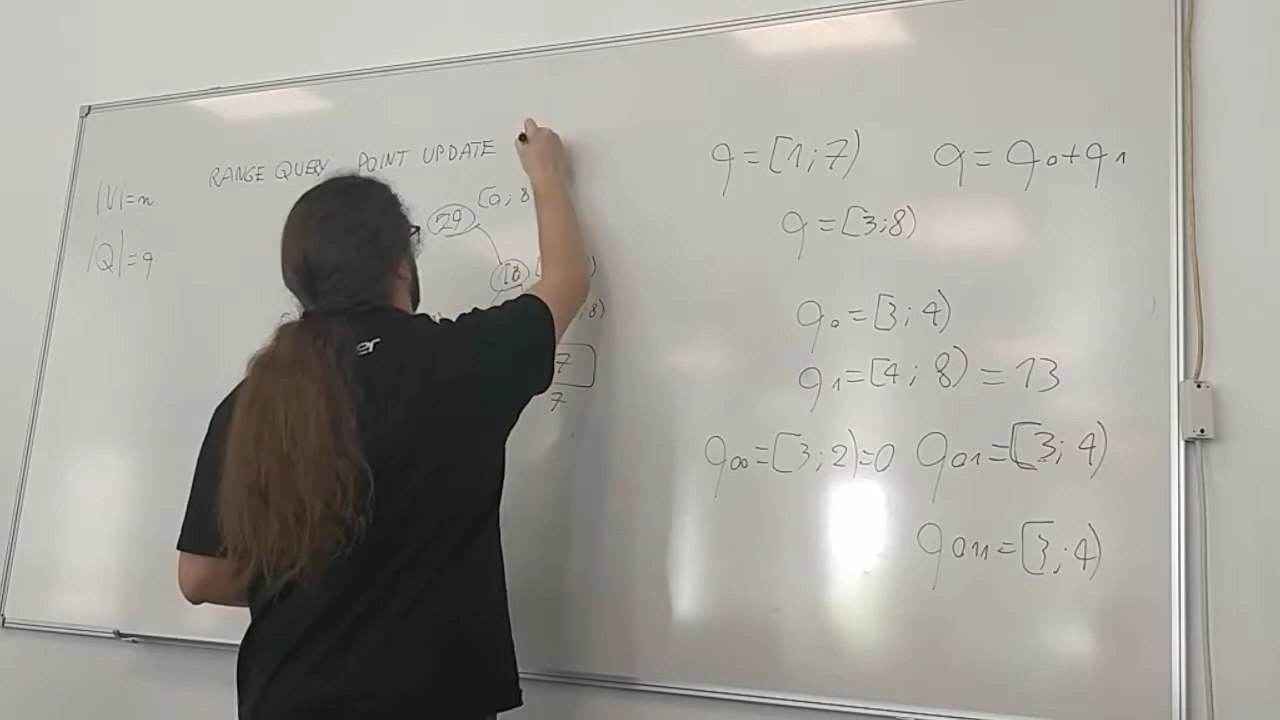 RANGE QUERY POINT UPDATE
|V|=n
|Q|=q
29
[0; 8
18
; 8)
7
7
q = [1; 7)
q = q0 + q1
q = [3; 8)
q0 = [3; 4)
q1 = [4; 8) = 13
q00 = [3; 2) = 0
q01 = [3; 4)
q011 = [3; 4)
er